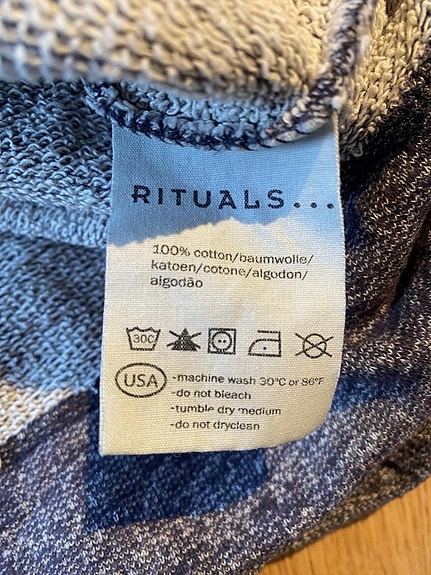 RITUALS...
100% cotton/baumwolle/
katoen/cotone/algodon/
algodão
30C
USA
-machine wash 30°C or 86°F
-do not bleach
-tumble dry medium
-do not dryclean